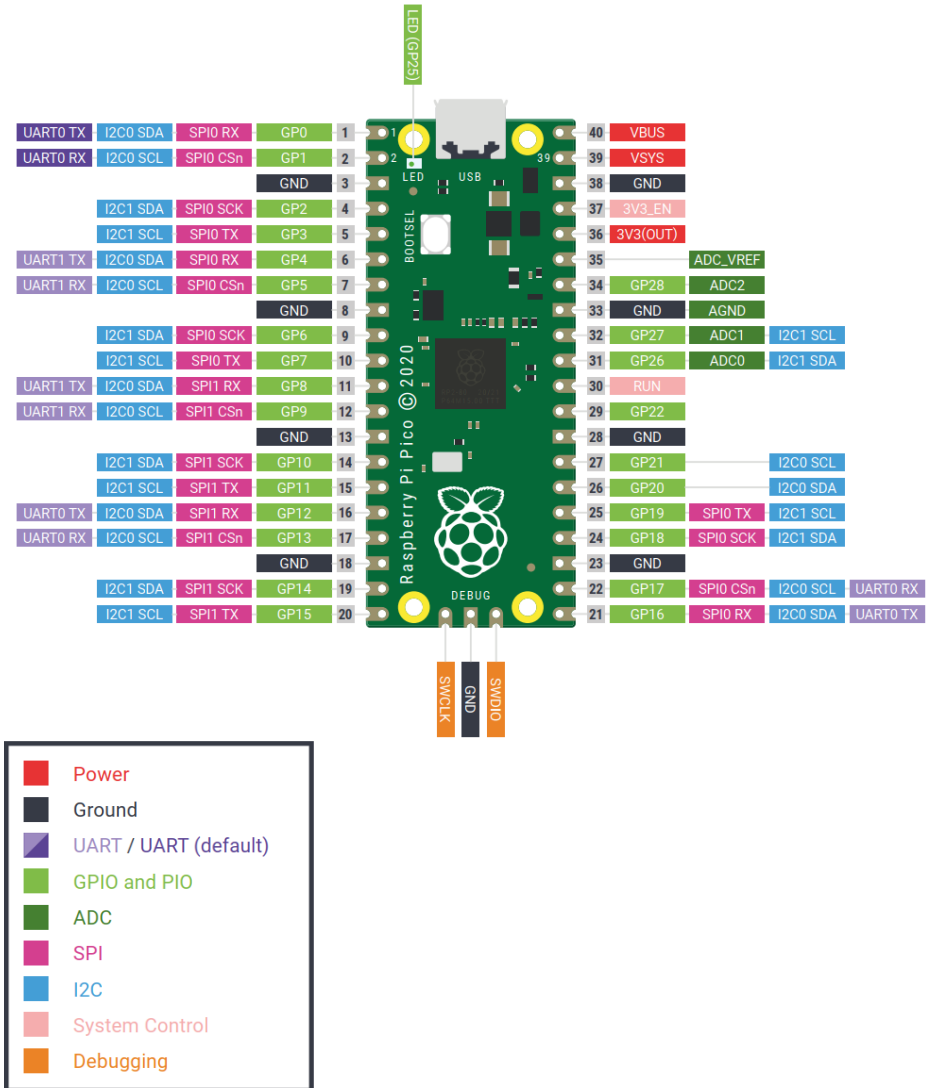 LED (GP25)
UART0 TX I2C0 SDA SPI0 RX GP0 1 1 40 VBUS
UART0 RX I2C0 SCL SPI0 CSn GP1 2 2 39 39 VSYS
GND 3 LED USB 38 GND
I2C1 SDA SPI0 SCK GP2 4 37 3V3_EN
I2C1 SCL SPI0 TX GP3 5 BOOTSEL 36 3V3(OUT)
UART1 TX I2C0 SDA SPI0 RX GP4 6 35 ADC_VREF
UART1 RX I2C0 SCL SPI0 CSn GP5 7 34 GP28 ADC2
GND 8 33 GND AGND
I2C1 SDA SPI0 SCK GP6 9 32 GP27 ADC1 I2C1 SCL
I2C1 SCL SPI0 TX GP7 10 31 GP26 ADC0 I2C1 SDA
UART1 TX I2C0 SDA SPI1 RX GP8 11 30 RUN
UART1 RX I2C0 SCL SPI1 CSn GP9 12 29 GP22
GND 13 28 GND
I2C1 SDA SPI1 SCK GP10 14 27 GP21 I2C0 SCL
I2C1 SCL SPI1 TX GP11 15 26 GP20 I2C0 SDA
UART0 TX I2C0 SDA SPI1 RX GP12 16 25 GP19 SPI0 TX I2C1 SCL
UART0 RX I2C0 SCL SPI1 CSn GP13 17 24 GP18 SPI0 SCK I2C1 SDA
GND 18 23 GND
I2C1 SDA SPI1 SCK GP14 19 22 GP17 SPI0 CSn I2C0 SCL UART0 RX
I2C1 SCL SPI1 TX GP15 20 21 GP16 SPI0 RX I2C0 SDA UART0 TX
Raspberry Pi Pico ©2020
DEBUG
SWCLK GND SWDIO
Power
Ground
UART / UART (default)
GPIO and PIO
ADC
SPI
I2C
System Control
Debugging